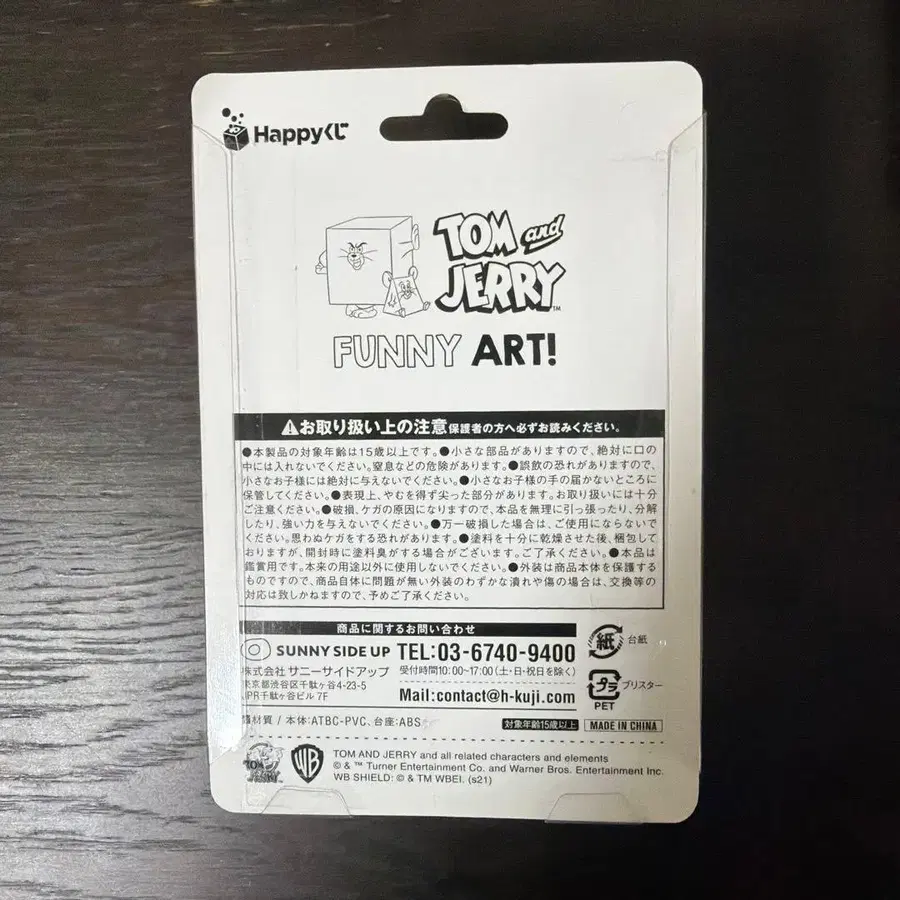 Happyくじ
TOM and
JERRY™
FUNNY ART!
⚠お取り扱い上の注意 保護者の方へ必ずお読みください。
●本製品の対象年齢は15歳以上です。●小さな部品がありますので、絶対に口の
中には入れないでください。窒息などの危険があります。●誤飲の恐れがありますので、
小さなお子様には絶対に与えないでください。●小さなお子様の手の届かないところに
保管してください。●表現上、やむを得ず尖った部分があります。お取り扱いには十分
ご注意ください。●破損、ケガの原因になりますので、本品を無理に引っ張ったり、分解
したり、強い力を与えないでください。●万一破損した場合は、ご使用にならないで
ください。思わぬケガをする恐れがあります。●塗料を十分に乾燥させた後、梱包して
おりますが、開封時に塗料臭がする場合がございます。ご了承ください。●本品は
鑑賞用です。本来の用途以外に使用しないでください。●外装は商品本体を保護する
ものですので、商品自体に問題が無い外装のわずかな潰れや傷の場合は、交換等の
対応は致しかねますので、予めご了承ください。
商品に関するお問い合わせ
SUNNY SIDE UP
株式会社 サニーサイドアップ
東京都渋谷区千駄ヶ谷4-23-5
JPR千駄ヶ谷ビル 7F
TEL:03-6740-9400
受付時間10:00~17:00(土・日・祝日を除く)
Mail:contact@h-kuji.com
紙 台紙
プラ ブリスター
PET
材質 / 本体:ATBC-PVC、台座:ABS
対象年齢15歳以上
MADE IN CHINA
TOM and
JERRY
WB
TOM AND JERRY and all related characters and elements
© & ™ Turner Entertainment Co. and Warner Bros. Entertainment Inc.
WB SHIELD: © & TM WBEI. (s21)